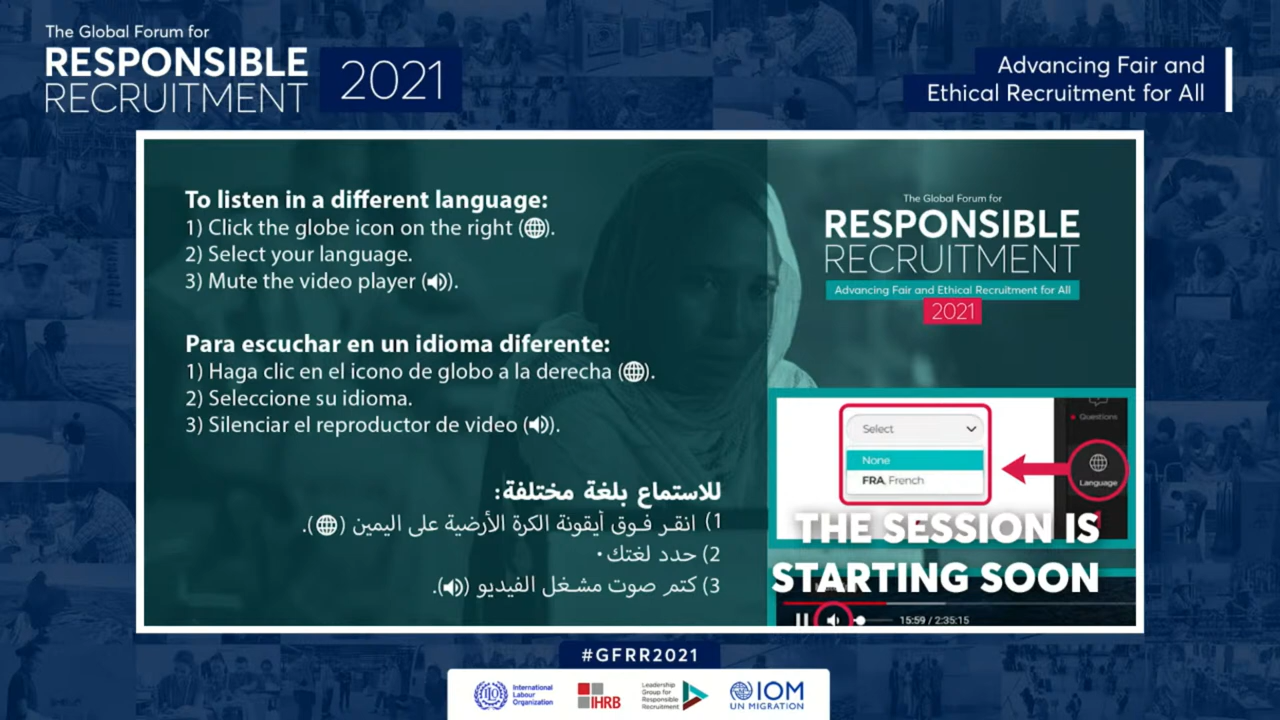 The Global Forum for
RESPONSIBLE
RECRUITMENT
2021
Advancing Fair and
Ethical Recruitment for All
To listen in a different language:
1) Click the globe icon on the right (🌐).
2) Select your language.
3) Mute the video player (🔊).
Para escuchar en un idioma diferente:
1) Haga clic en el icono de globo a la derecha (🌐).
2) Seleccione su idioma.
3) Silenciar el reproductor de video (🔊).
للاستماع بلغة مختلفة:
1) انقر فوق أيقونة الكرة الأرضية على اليمين (🌐).
2) حدد لغتك.
3) كتم صوت مشغل الفيديو (🔊).
The Global Forum for
RESPONSIBLE
RECRUITMENT
Advancing Fair and Ethical Recruitment for All
2021
Select
None
FRA, French
Questions
Language
THE SESSION IS
STARTING SOON
15:59 / 2:35:15
#GFRR2021
International
Labour
Organization
IHRB
Leadership
Group for
Responsible
Recruitment
IOM
UN MIGRATION